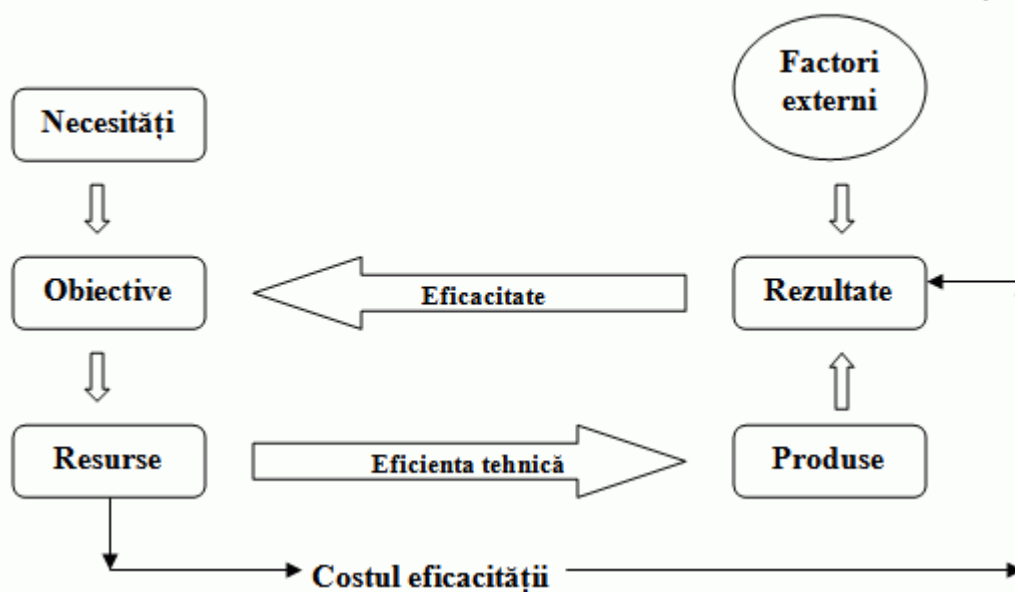 Factori
externi
Necesități
Obiective
Eficacitate
Rezultate
Resurse
Eficienta tehnică
Produse
Costul eficacității